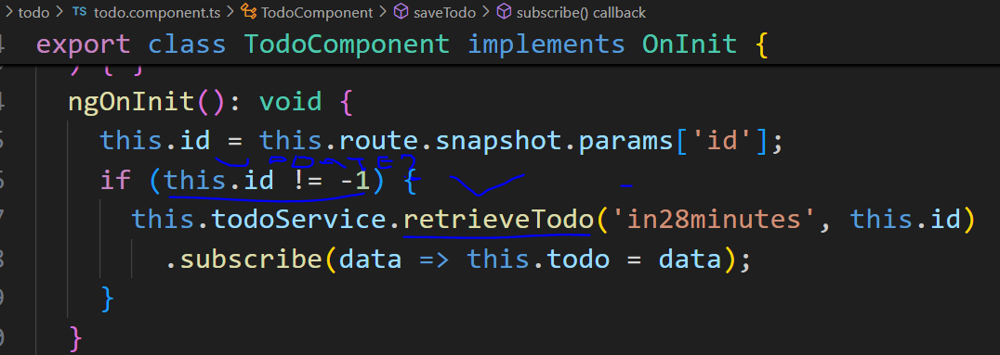 > todo > TS todo.component.ts > TodoComponent > saveTodo > subscribe() callback
4 export class TodoComponent implements OnInit {
) { }
ngOnInit(): void {
this.id = this.route.snapshot.params['id'];
if (this.id != -1) {
this.todoService.retrieveTodo('in28minutes', this.id)
.subscribe(data => this.todo = data);
}
}